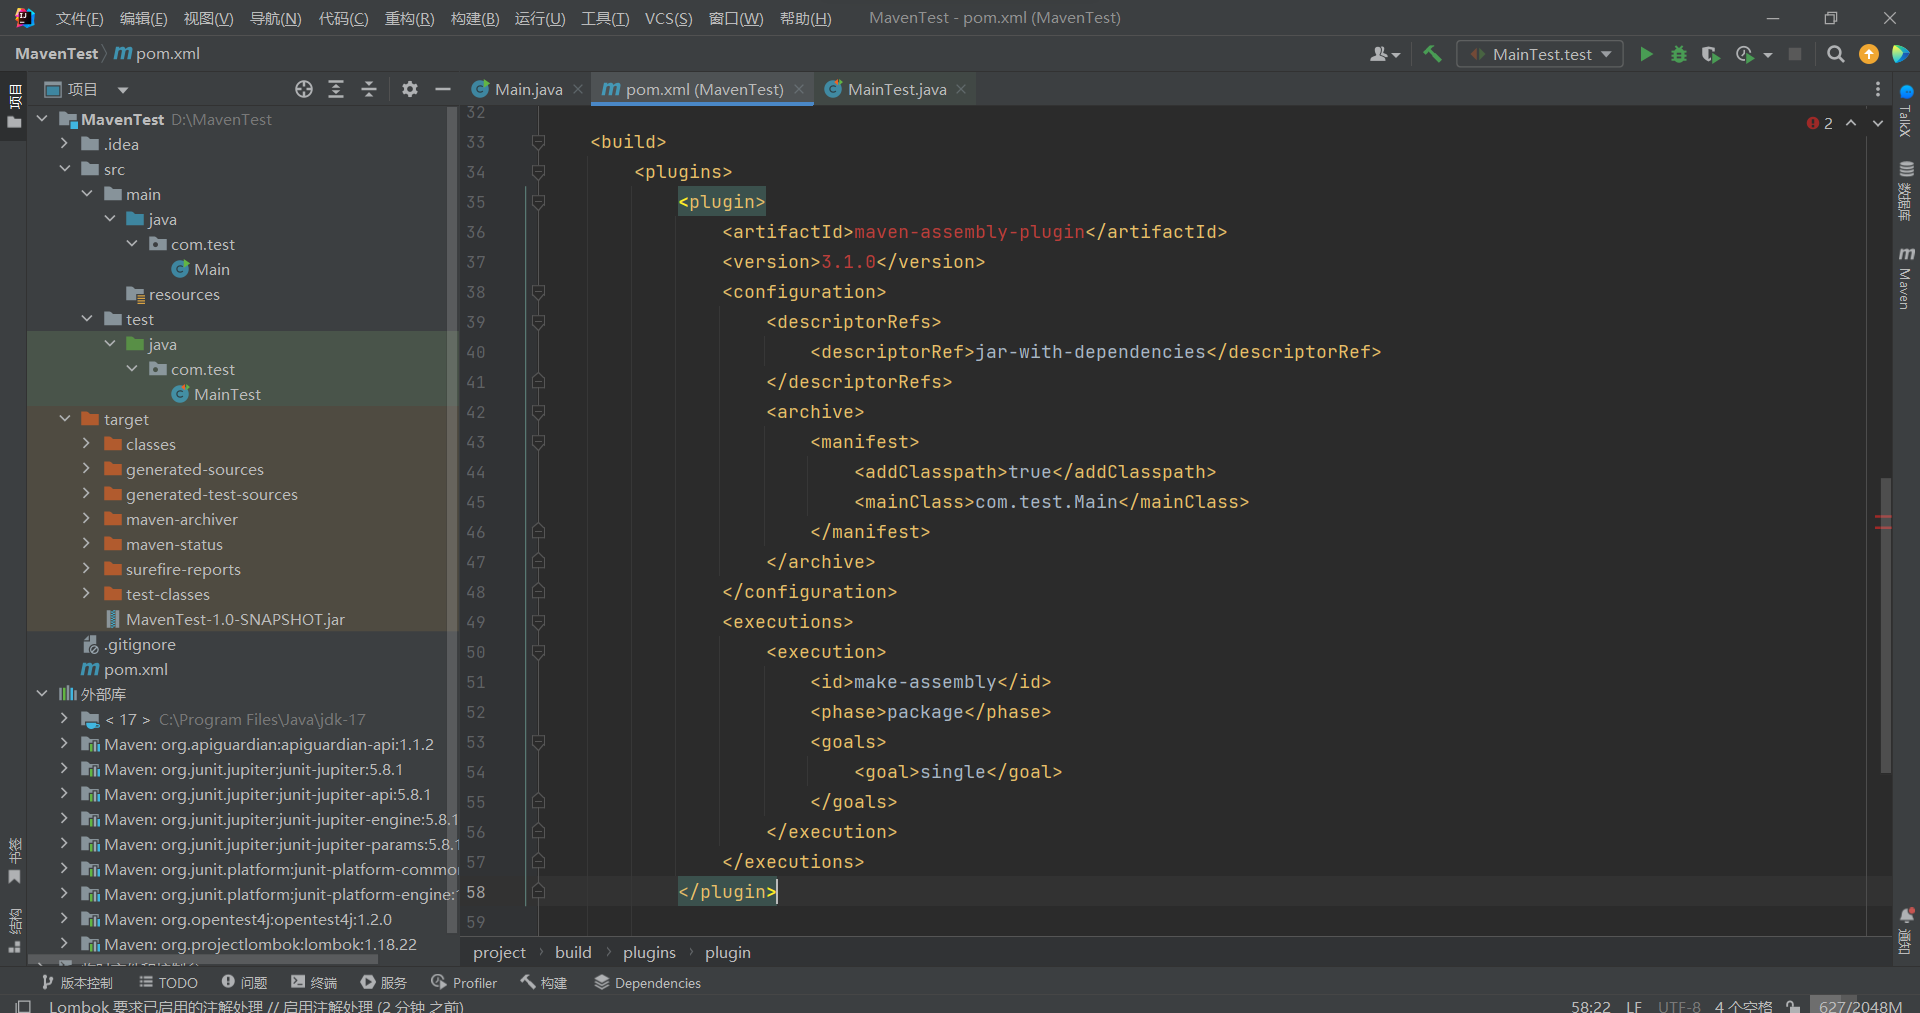 文件(F) 编辑(E) 视图(V) 导航(N) 代码(C) 重构(R) 构建(B) 运行(U) 工具(T) VCS(S) 窗口(W) 帮助(H) MavenTest - pom.xml (MavenTest)
MavenTest pom.xml MainTest.test
项目
项目
Main.java
pom.xml (MavenTest)
MainTest.java
MavenTest D:\MavenTest
.idea
src
main
java
com.test
Main
resources
test
java
com.test
MainTest
target
classes
generated-sources
generated-test-sources
maven-archiver
maven-status
surefire-reports
test-classes
MavenTest-1.0-SNAPSHOT.jar
.gitignore
pom.xml
外部库
< 17 > C:\Program Files\Java\jdk-17
Maven: org.apiguardian:apiguardian-api:1.1.2
Maven: org.junit.jupiter:junit-jupiter:5.8.1
Maven: org.junit.jupiter:junit-jupiter-api:5.8.1
Maven: org.junit.jupiter:junit-jupiter-engine:5.8.1
Maven: org.junit.jupiter:junit-jupiter-params:5.8.1
Maven: org.junit.platform:junit-platform-commo
Maven: org.junit.platform:junit-platform-engine:
Maven: org.opentest4j:opentest4j:1.2.0
Maven: org.projectlombok:lombok:1.18.22
书签
结构
32
33 <build>
34 <plugins>
35 <plugin>
36 <artifactId>maven-assembly-plugin</artifactId>
37 <version>3.1.0</version>
38 <configuration>
39 <descriptorRefs>
40 <descriptorRef>jar-with-dependencies</descriptorRef>
41 </descriptorRefs>
42 <archive>
43 <manifest>
44 <addClasspath>true</addClasspath>
45 <mainClass>com.test.Main</mainClass>
46 </manifest>
47 </archive>
48 </configuration>
49 <executions>
50 <execution>
51 <id>make-assembly</id>
52 <phase>package</phase>
53 <goals>
54 <goal>single</goal>
55 </goals>
56 </execution>
57 </executions>
58 </plugin>
59
2
TalkX
数据库
Maven
通知
project › build › plugins › plugin
版本控制 TODO 问题 终端 服务 Profiler 构建 Dependencies
Lombok 要求已启用的注解处理 // 启用注解处理 (2 分钟 之前) 58:22 LF UTF-8 4 个空格 627/2048M